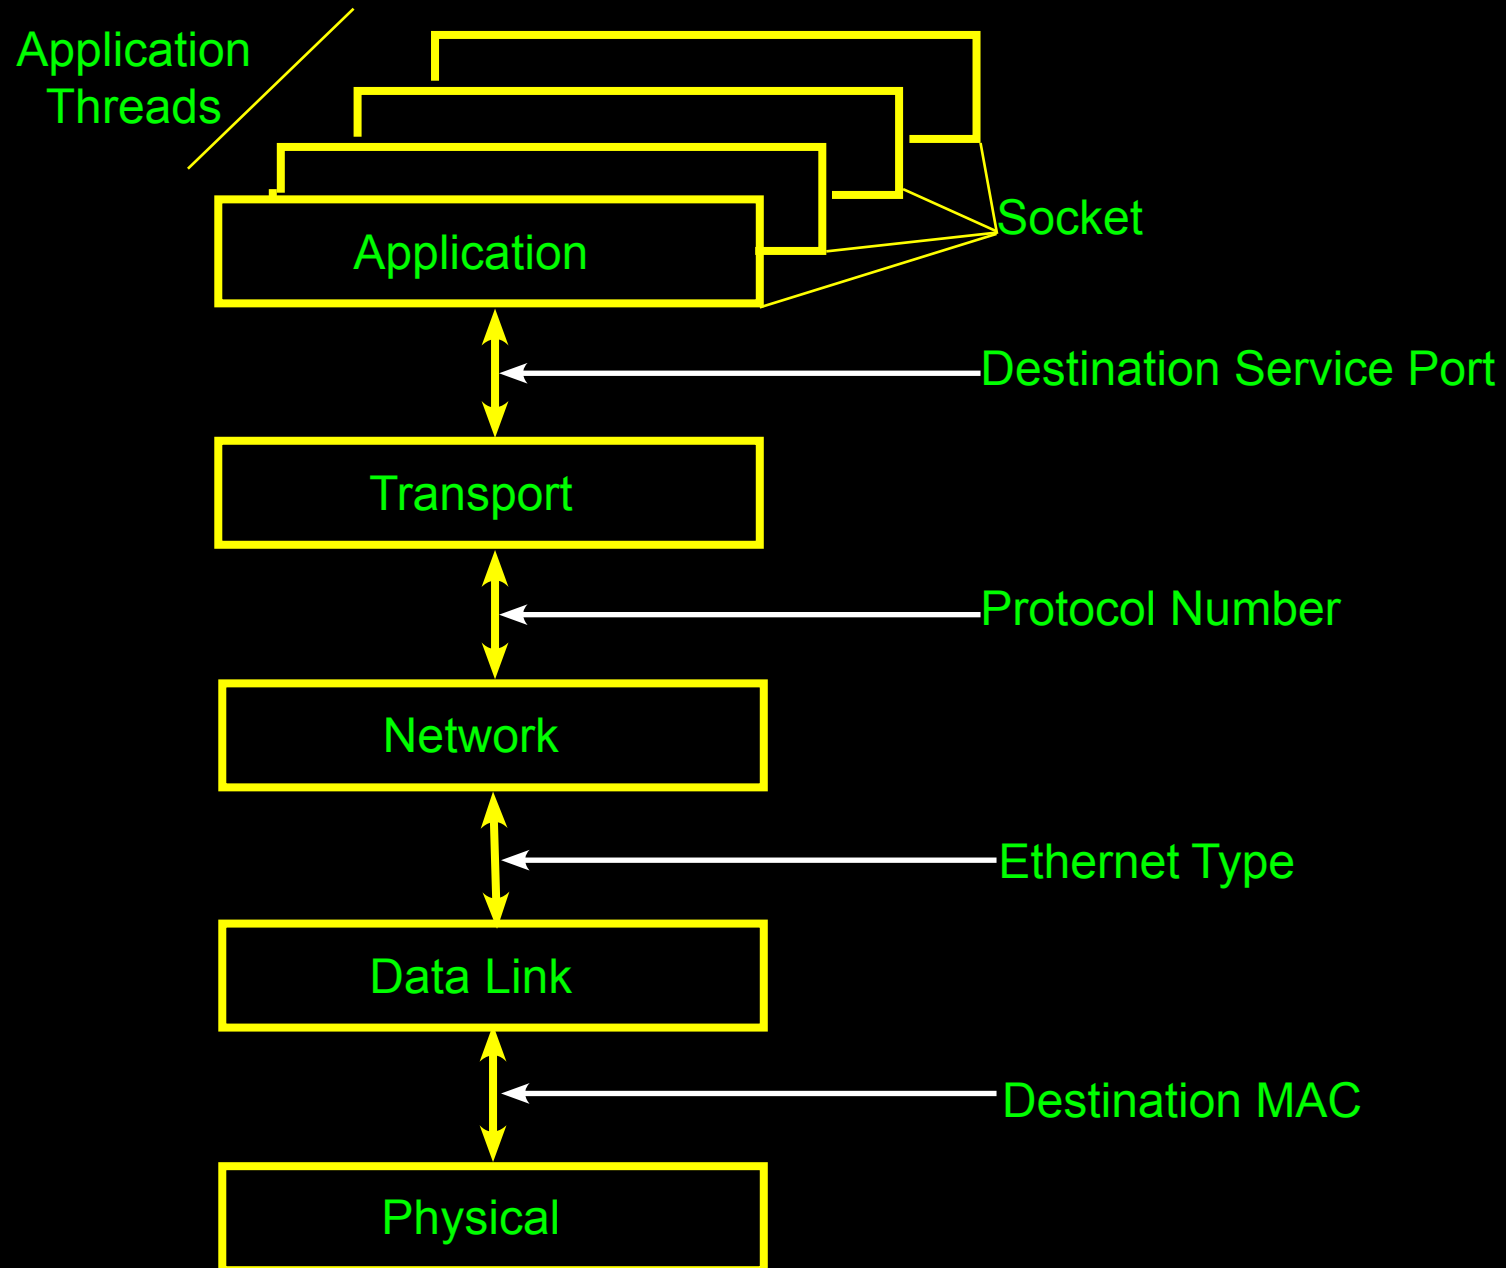 Application
Threads
Socket
Application
Destination Service Port
Transport
Protocol Number
Network
Ethernet Type
Data Link
Destination MAC
Physical